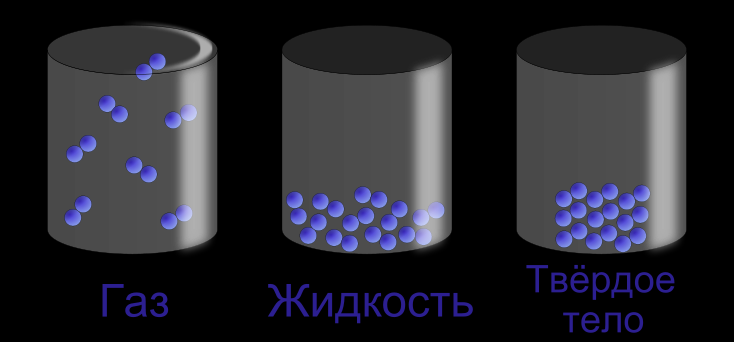 Газ
Жидкость
Твёрдое
тело